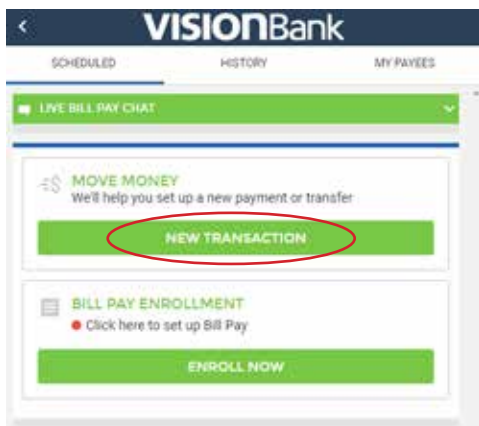 VISIONBank
SCHEDULED HISTORY MY PAYEES
LIVE BILL PAY CHAT
MOVE MONEY
We'll help you set up a new payment or transfer
NEW TRANSACTION
BILL PAY ENROLLMENT
Click here to set up Bill Pay
ENROLL NOW